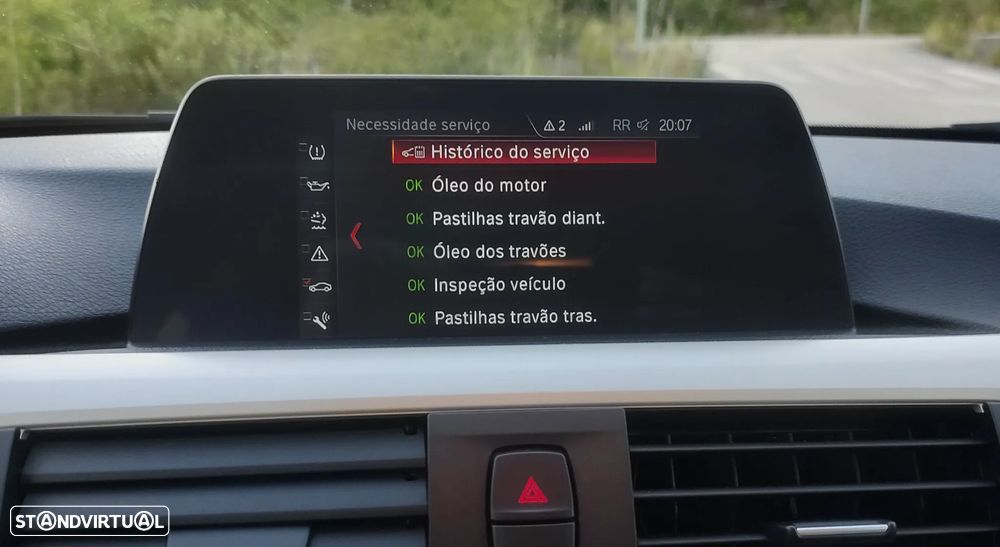 Necessidade serviço 2 RR 20:07
Histórico do serviço
OK Óleo do motor
OK Pastilhas travão diant.
OK Óleo dos travões
OK Inspeção veículo
OK Pastilhas travão tras.
STANDVIRTUAL